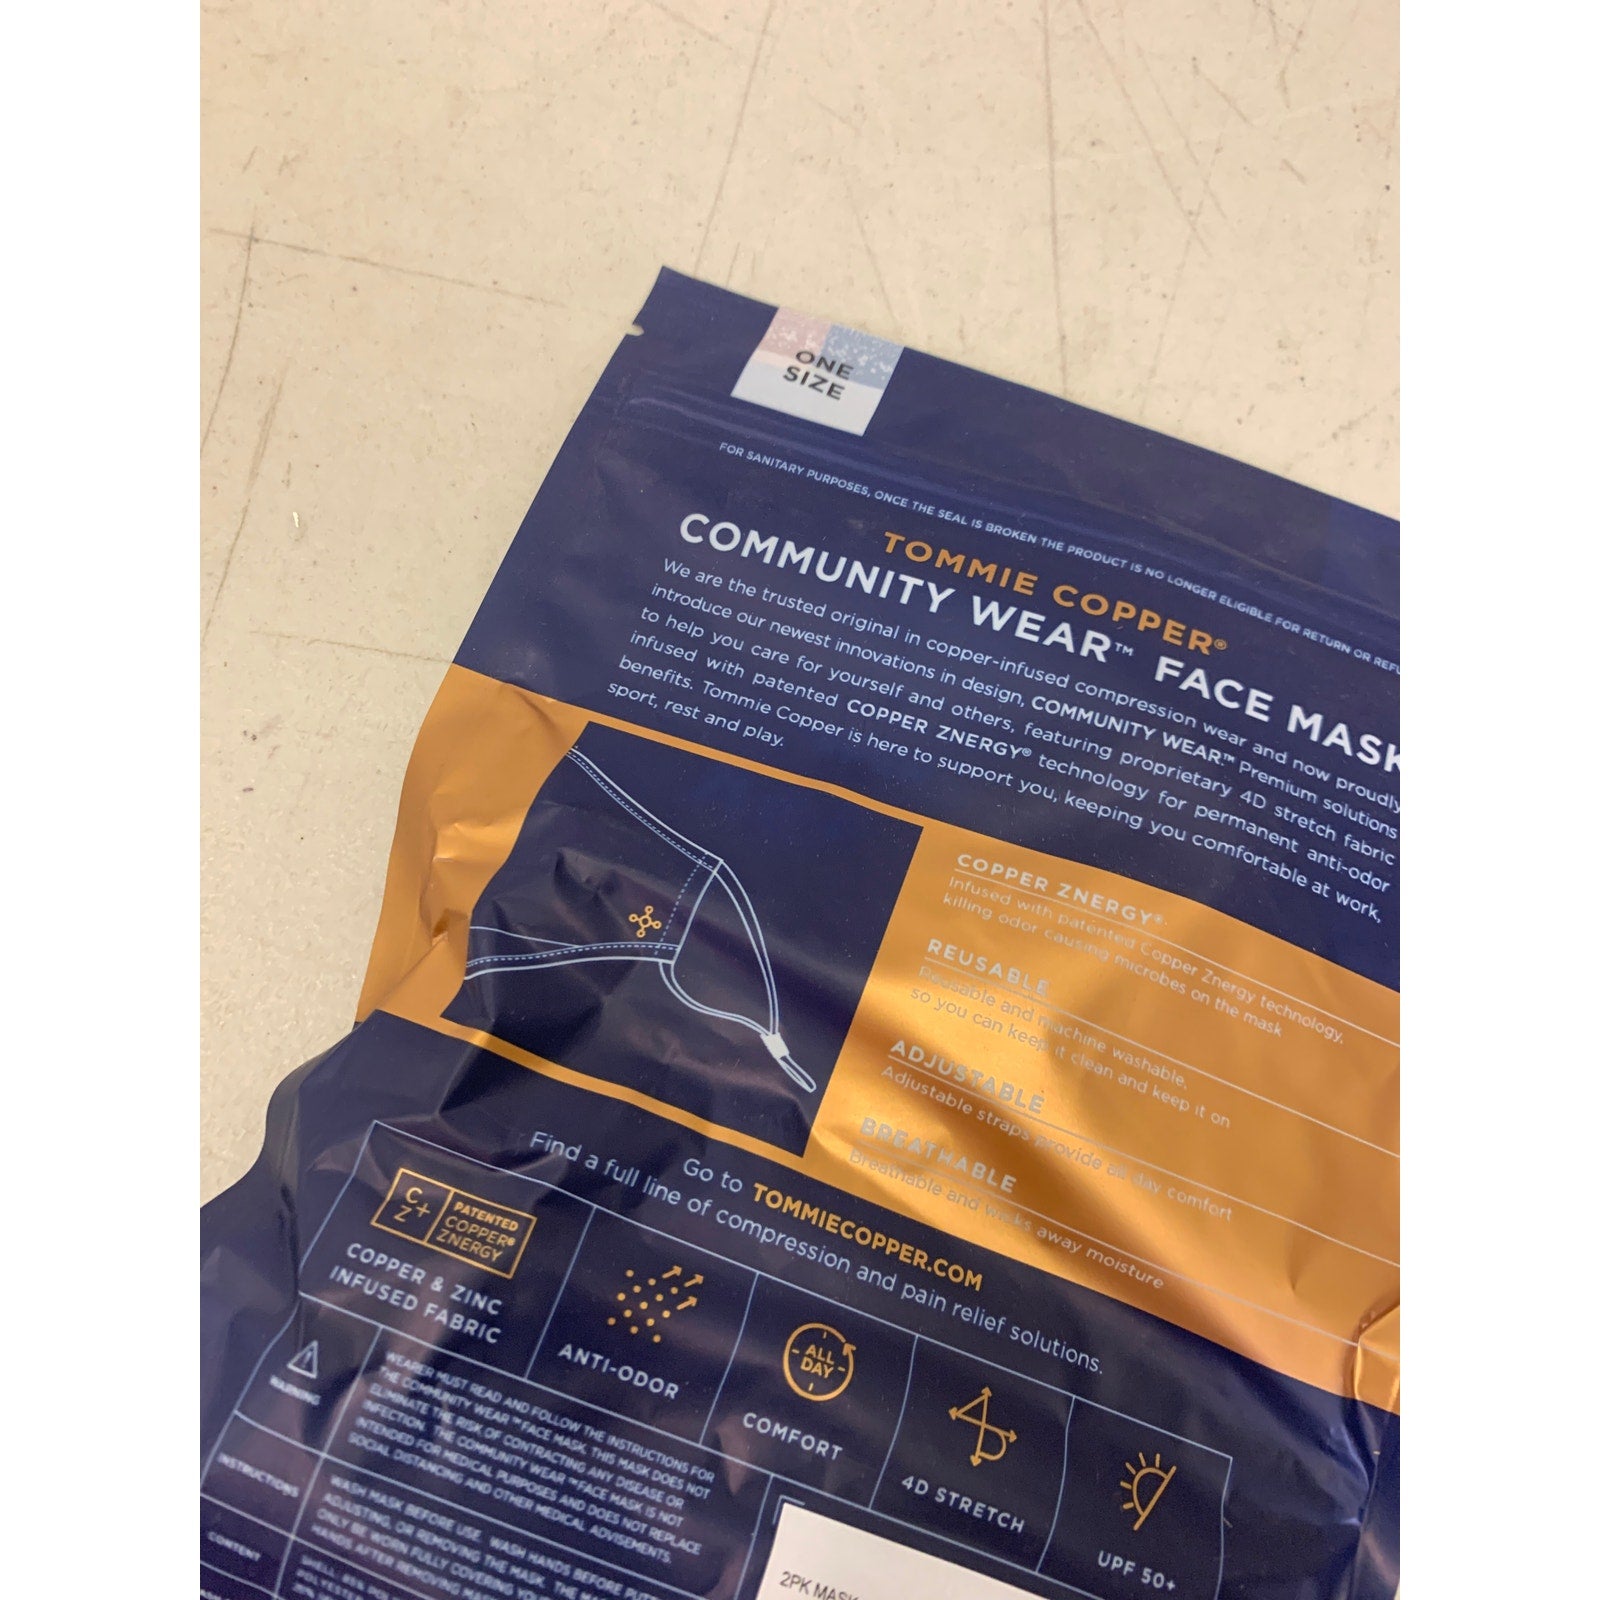 ONE
SIZE
FOR SANITARY PURPOSES, ONCE THE SEAL IS BROKEN THE PRODUCT IS NO LONGER ELIGIBLE FOR RETURN OR REFU
TOMMIE COPPER®
COMMUNITY WEAR™ FACE MASK
We are the trusted original in copper-infused compression wear and now proudly
introduce our newest innovations in design, COMMUNITY WEAR™ Premium solutions
to help you care for yourself and others, featuring proprietary 4D stretch fabric
infused with patented COPPER ZNERGY® technology for permanent anti-odor
benefits. Tommie Copper is here to support you, keeping you comfortable at work,
sport, rest and play.
COPPER ZNERGY®
Infused with patented Copper Znergy technology,
killing odor causing microbes on the mask
REUSABLE
Reusable and machine washable,
so you can keep it clean and keep it on
ADJUSTABLE
Adjustable straps provide all day comfort
BREATHABLE
Breathable and wicks away moisture
Go to TOMMIECOPPER.COM
Find a full line of compression and pain relief solutions.
C+
Z
PATENTED
COPPER®
ZNERGY
COPPER & ZINC
INFUSED FABRIC
ANTI-ODOR
ALL
DAY
COMFORT
4D
4D STRETCH
UPF 50+
WARNING
WEARER MUST READ AND FOLLOW THE INSTRUCTIONS FOR
THE COMMUNITY WEAR™ FACE MASK. THIS MASK DOES NOT
ELIMINATE THE RISK OF CONTRACTING ANY DISEASE OR
INFECTION. THE COMMUNITY WEAR™ FACE MASK IS NOT
INTENDED FOR MEDICAL PURPOSES AND DOES NOT REPLACE
SOCIAL DISTANCING AND OTHER MEDICAL ADVISEMENTS.
INSTRUCTIONS
WASH MASK BEFORE USE. WASH HANDS BEFORE PUTT
ADJUSTING, OR REMOVING THE MASK. THE MA
ONLY BE WORN FULLY COVERING YOU
HANDS AFTER REMOVING MA
CONTENT
2PK MASK